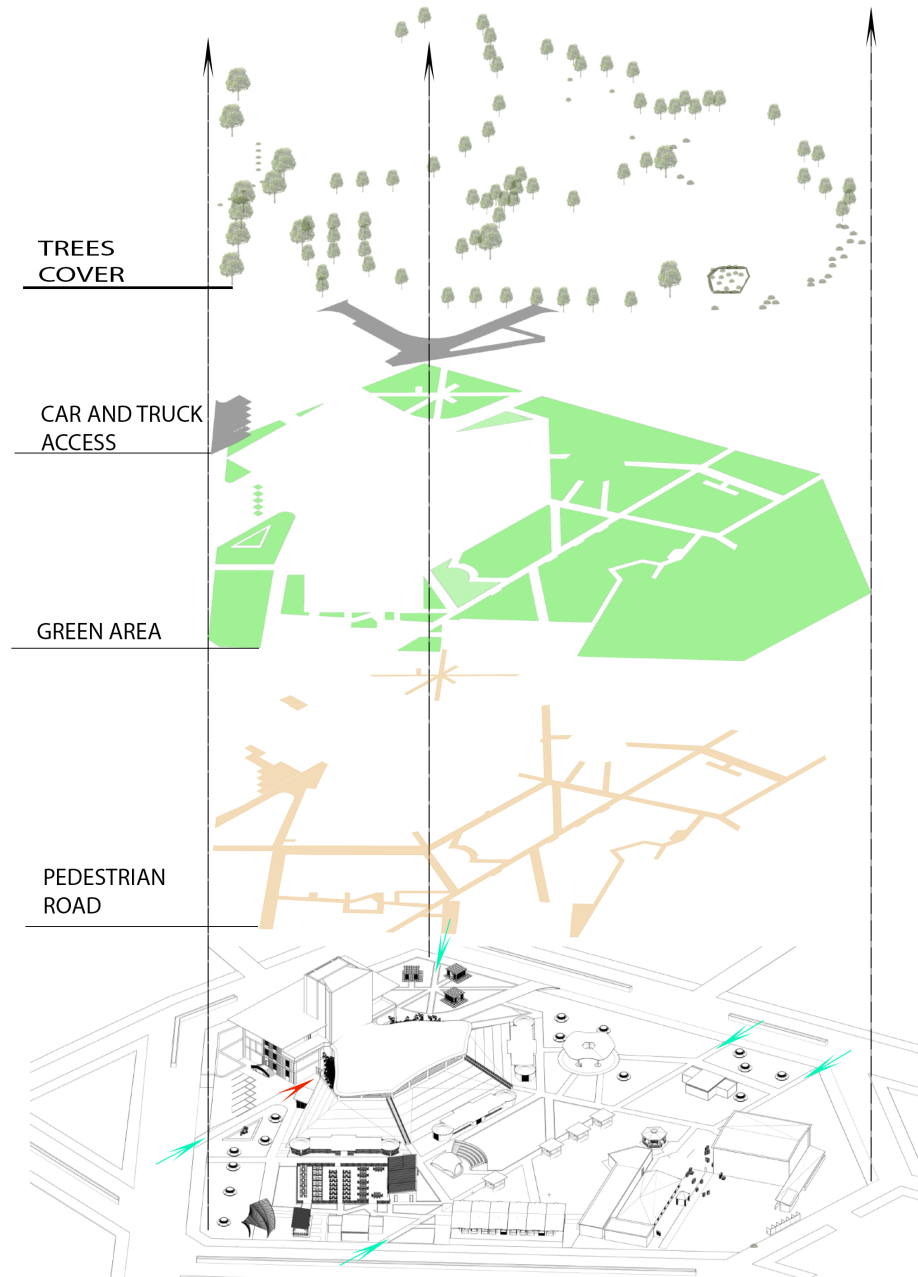 TREES
COVER
CAR AND TRUCK
ACCESS
GREEN AREA
PEDESTRIAN
ROAD